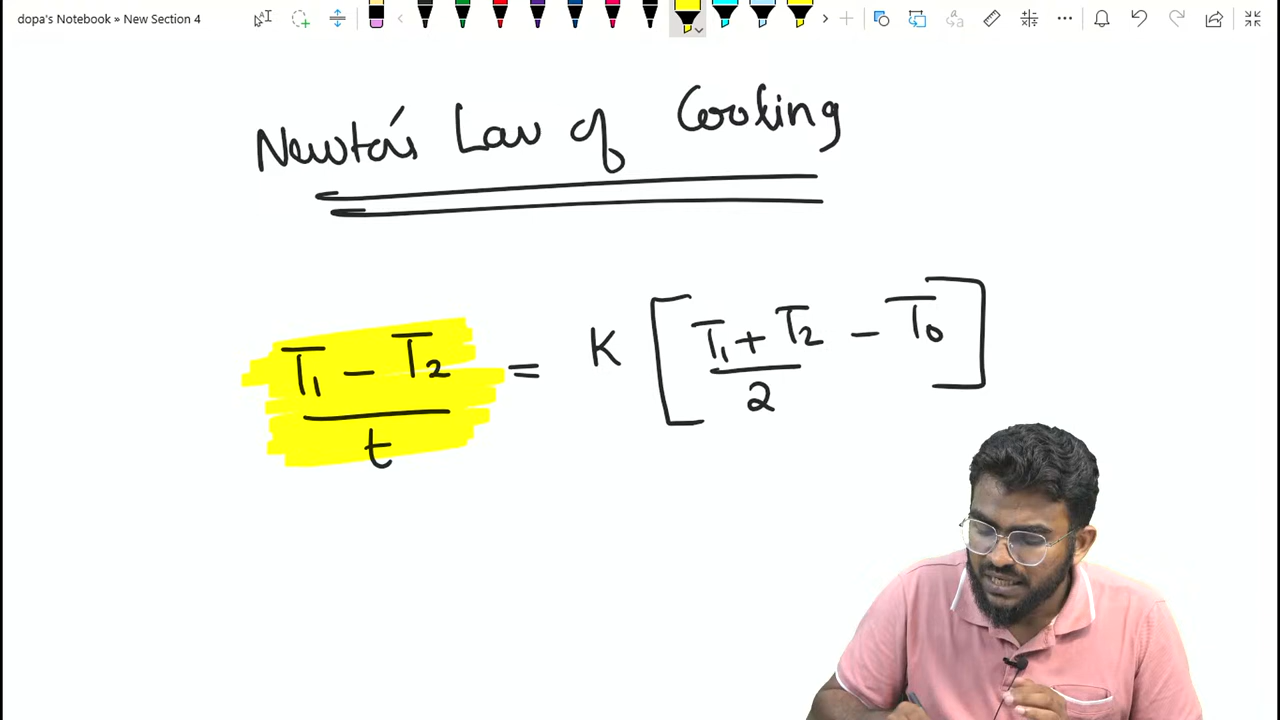 dopa's Notebook » New Section 4
Newton's Law of Cooling
T₁ - T₂ / t = K [ T₁ + T₂ / 2 - T₀ ]